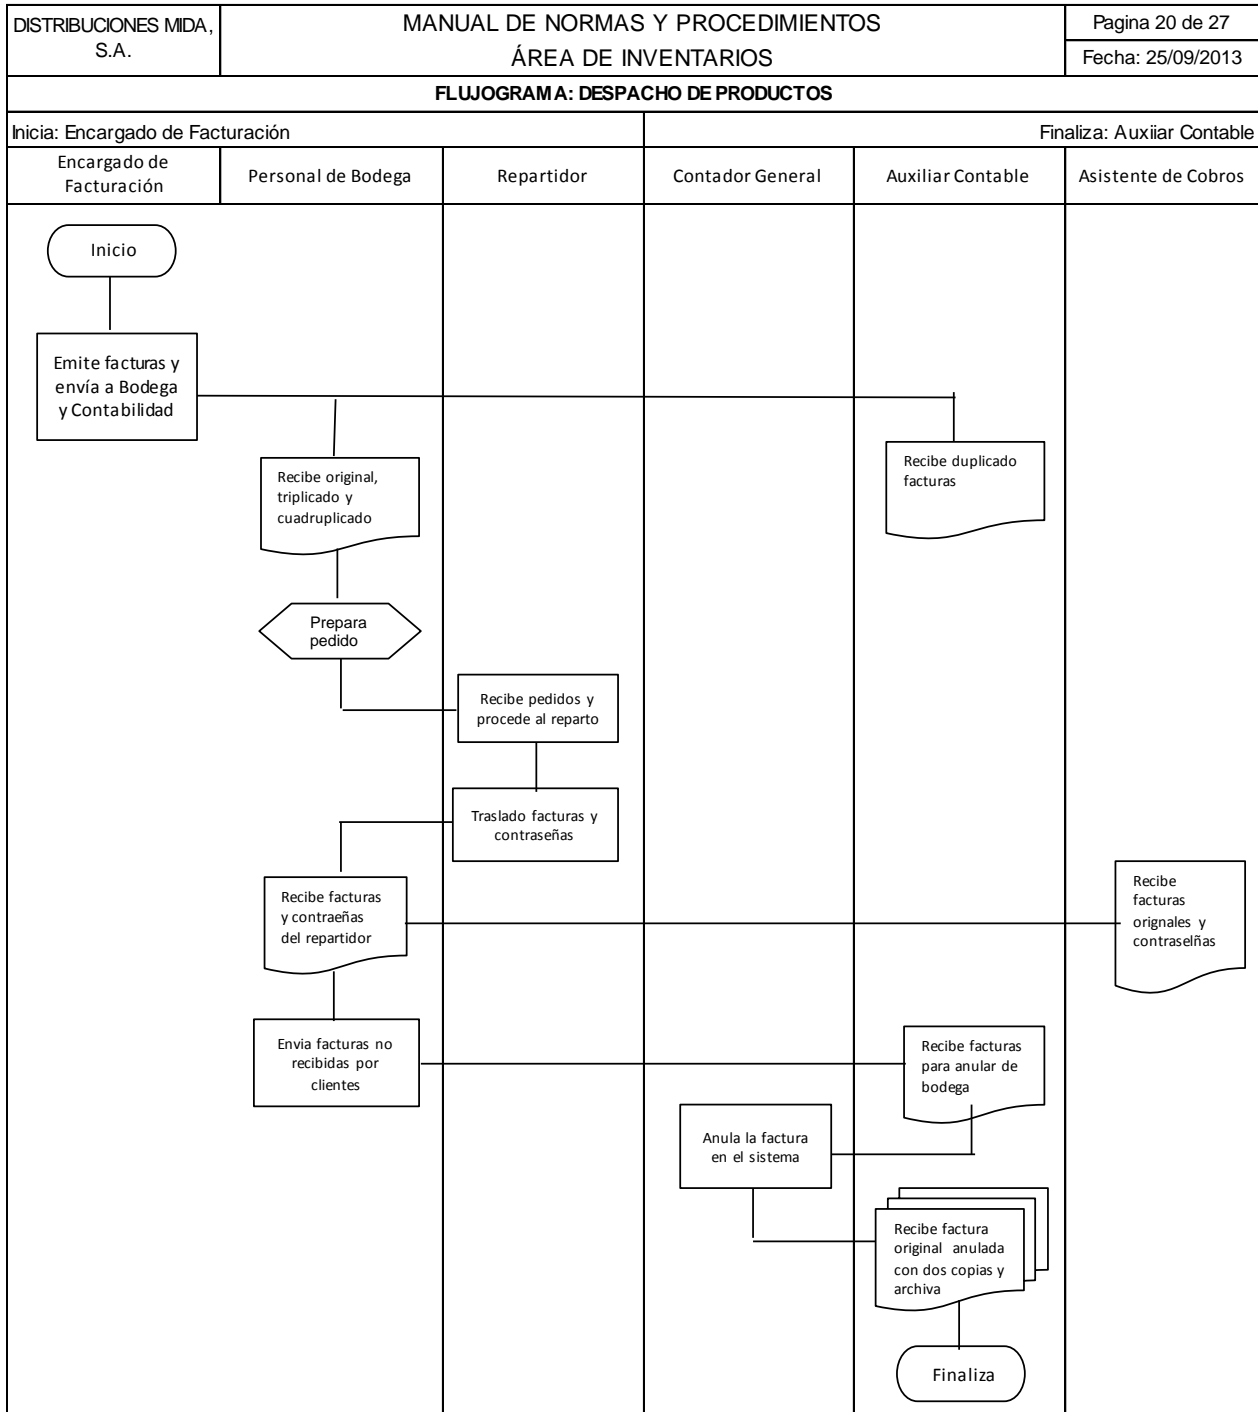 DISTRIBUCIONES MIDA,
S.A.
MANUAL DE NORMAS Y PROCEDIMIENTOS
ÁREA DE INVENTARIOS
Pagina 20 de 27
Fecha: 25/09/2013
FLUJOGRAMA: DESPACHO DE PRODUCTOS
Inicia: Encargado de Facturación
Finaliza: Auxiiar Contable
Encargado de
Facturación
Personal de Bodega
Repartidor
Contador General
Auxiliar Contable
Asistente de Cobros
Inicio
Emite facturas y
envía a Bodega
y Contabilidad
Recibe original,
triplicado y
cuadruplicado
Recibe duplicado
facturas
Prepara
pedido
Recibe pedidos y
procede al reparto
Traslado facturas y
contraseñas
Recibe facturas
y contraeñas
del repartidor
Recibe
facturas
orignales y
contraselñas
Envia facturas no
recibidas por
clientes
Recibe facturas
para anular de
bodega
Anula la factura
en el sistema
Recibe factura
original anulada
con dos copias y
archiva
Finaliza